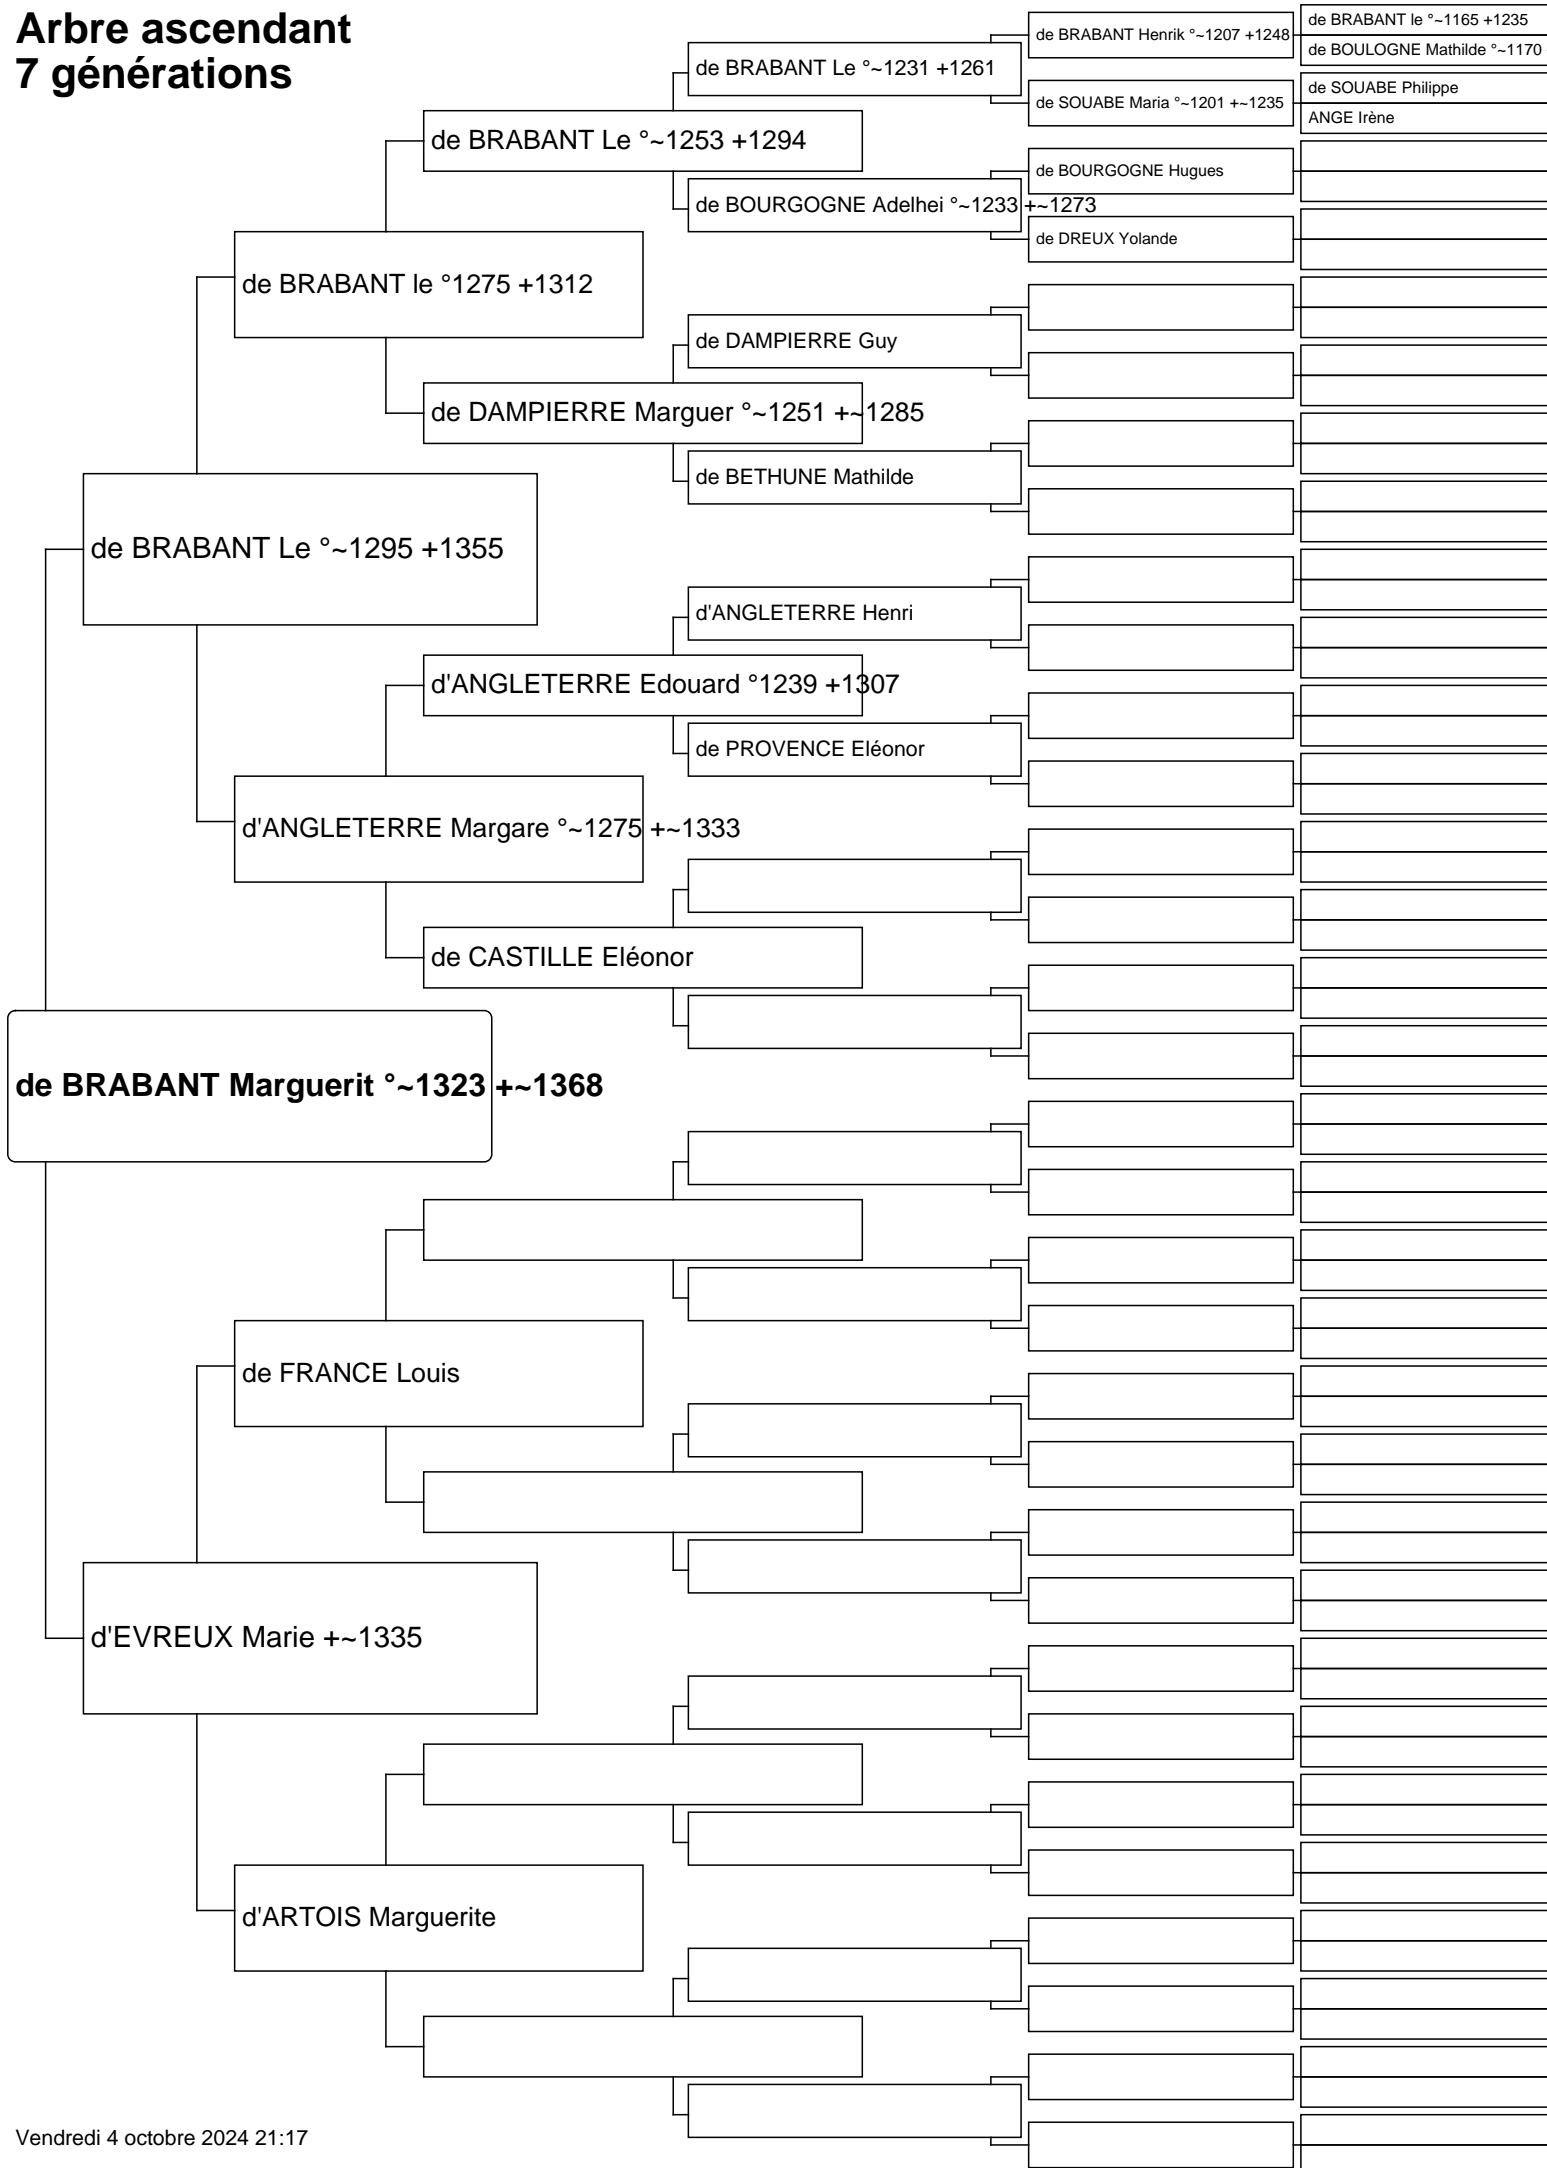 Arbre ascendant
7 générations
de BRABANT le °~1165 +1235
de BRABANT Henrik °~1207 +1248
de BOULOGNE Mathilde °~1170
de BRABANT Le °~1231 +1261
de SOUABE Philippe
de SOUABE Maria °~1201 +~1235
ANGE Irène
de BRABANT Le °~1253 +1294
de BOURGOGNE Hugues
de BOURGOGNE Adelhei °~1233 +~1273
de DREUX Yolande
de BRABANT le °1275 +1312
de DAMPIERRE Guy
de DAMPIERRE Marguer °~1251 +~1285
de BETHUNE Mathilde
de BRABANT Le °~1295 +1355
d'ANGLETERRE Henri
d'ANGLETERRE Edouard °1239 +1307
de PROVENCE Eléonor
d'ANGLETERRE Margare °~1275 +~1333
de CASTILLE Eléonor
de BRABANT Marguerit °~1323 +~1368
de FRANCE Louis
d'EVREUX Marie +~1335
d'ARTOIS Marguerite
Vendredi 4 octobre 2024 21:17